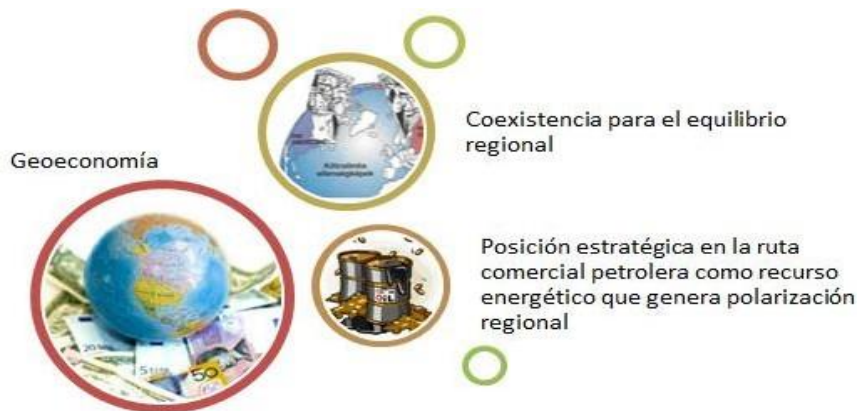 Geoeconomía
Coexistencia para el equilibrio
regional
Posición estratégica en la ruta
comercial petrolera como recurso
energético que genera polarización
regional
50